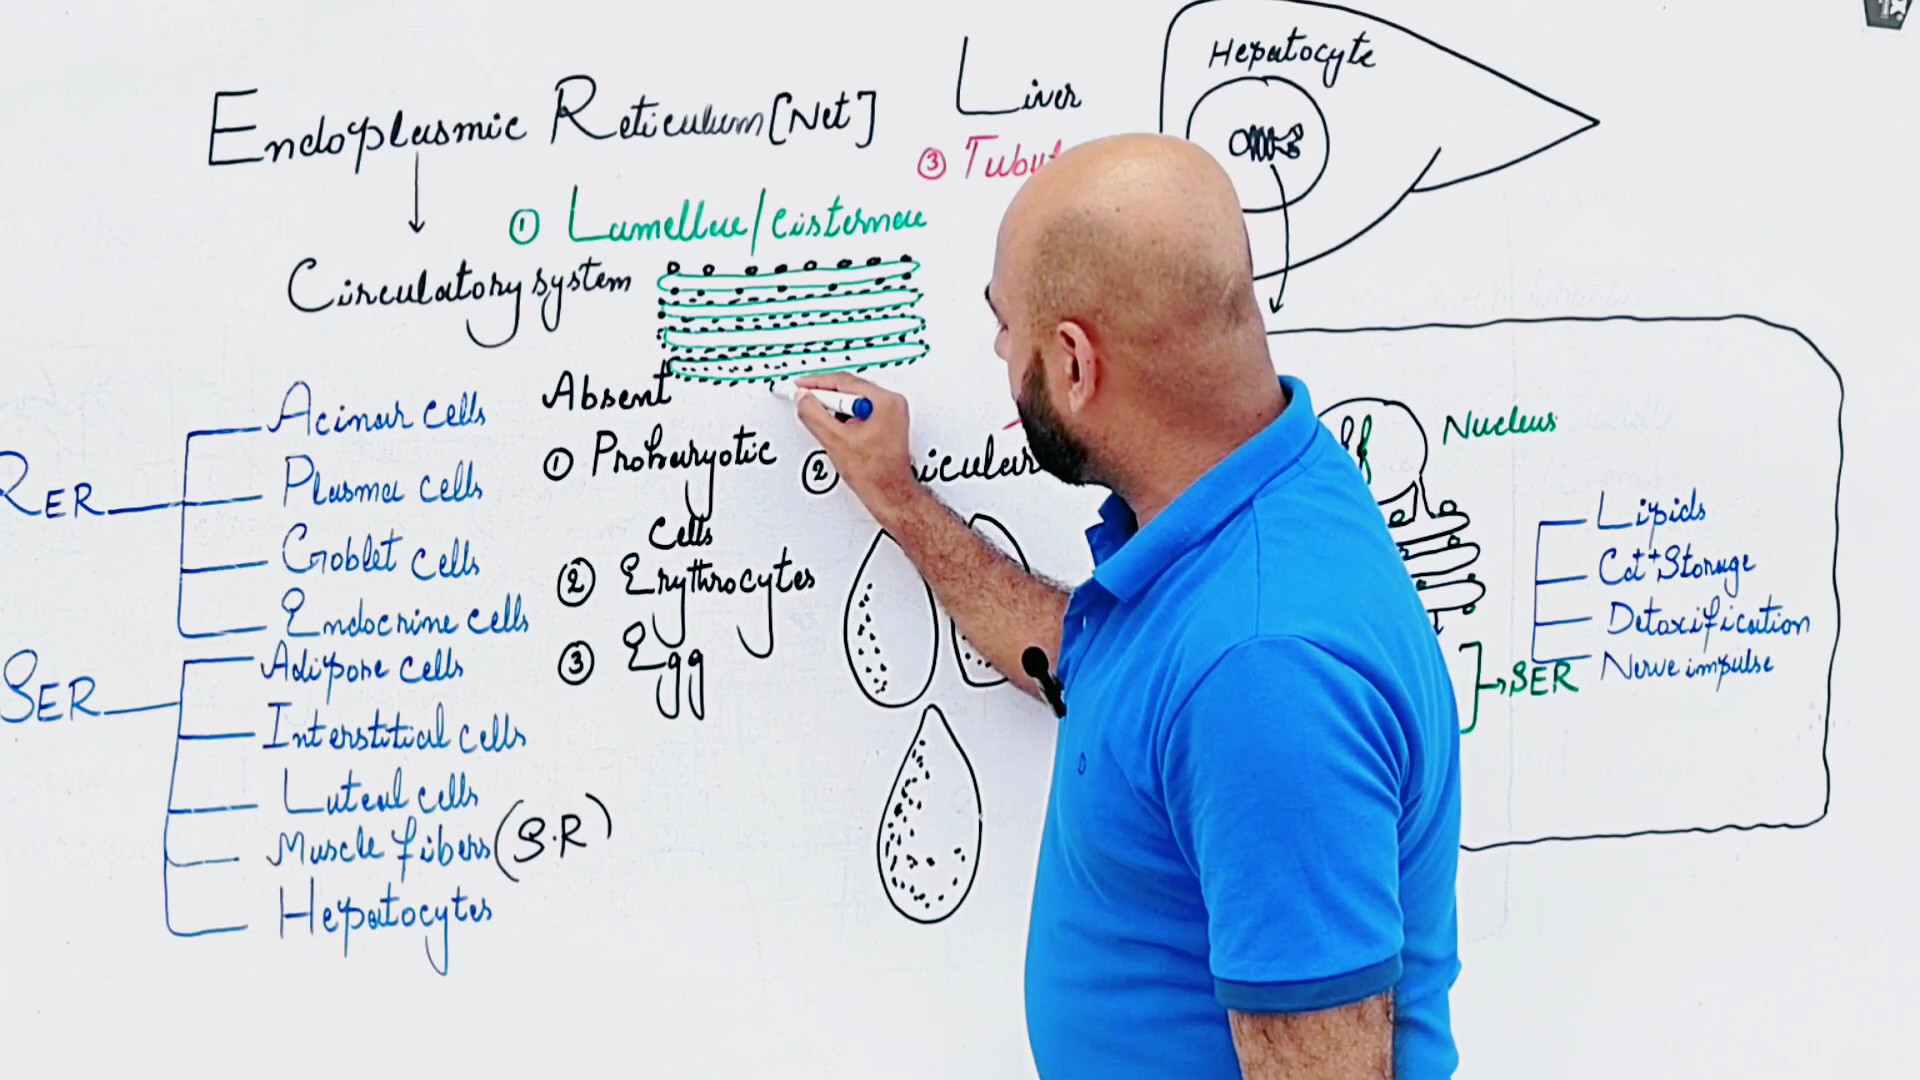 Endoplasmic Reticulum [Net]
Circulatory system
① Lamellae/Cisternae
Liver
③
Hepatocyte
Absent
① Prokaryotic
Cells
② Erythrocytes
③ Egg
②
RER
Acinar cells
Plasma cells
Goblet cells
Endocrine cells
SER
Adipose cells
Interstitial cells
Luteal cells
Muscle fibers (S.R)
Hepatocytes
Nucleus
SER
Lipids
Ca++ Storage
Detoxification
Nerve impulse